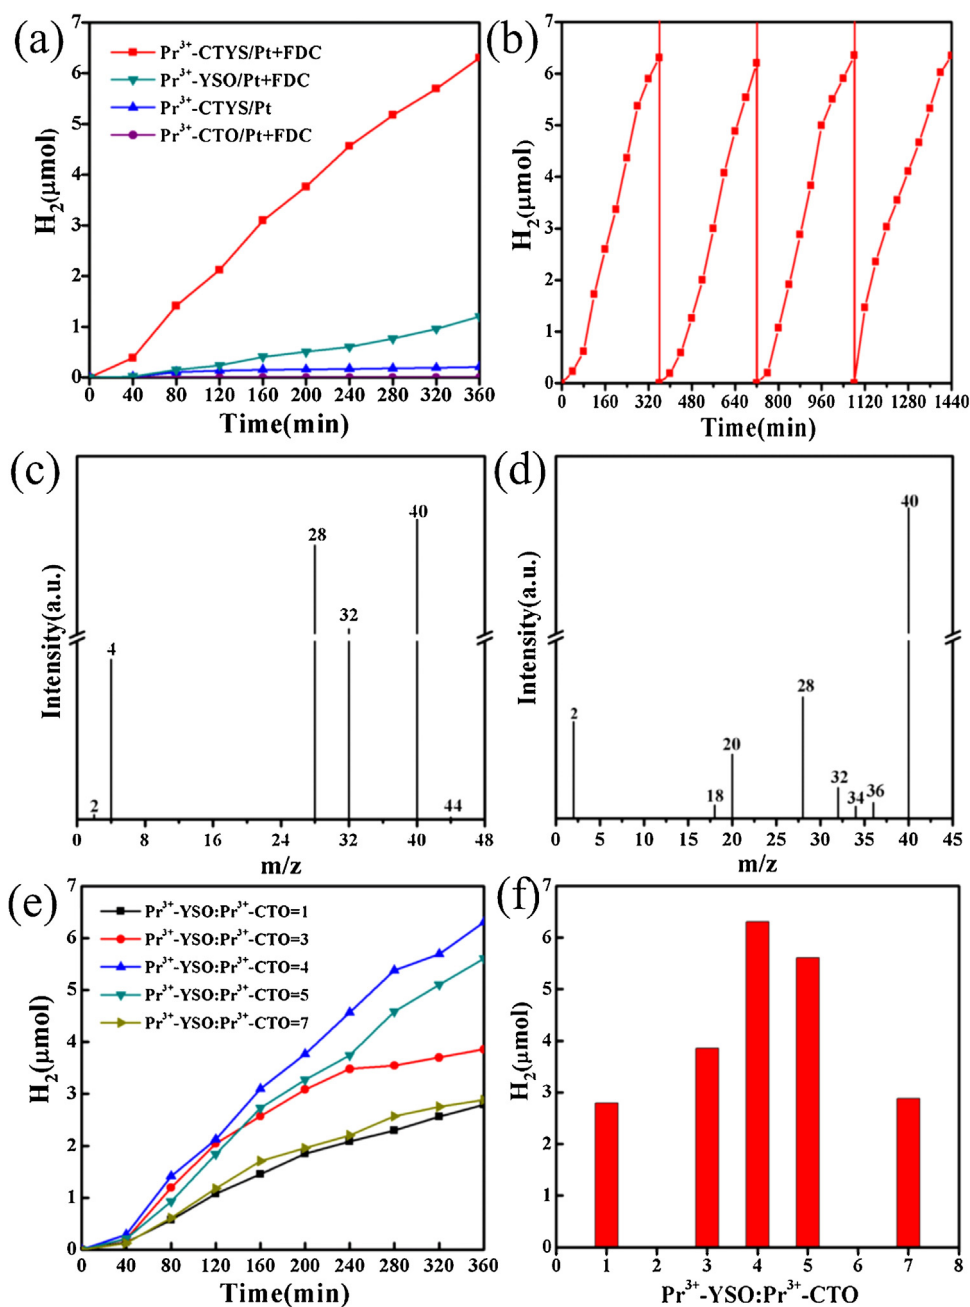 (a)
7
6
5
4
3
2
1
0
H₂(μmol)
Pr³⁺-CTYS/Pt+FDC
Pr³⁺-YSO/Pt+FDC
Pr³⁺-CTYS/Pt
Pr³⁺-CTO/Pt+FDC
0 40 80 120 160 200 240 280 320 360
Time(min)
(b)
7
6
5
4
3
2
1
0
H₂(μmol)
0 160 320 480 640 800 960 1120 1280 1440
Time(min)
(c)
Intensity(a.u.)
2
4
28
32
40
44
0 8 16 24 32 40 48
m/z
(d)
Intensity(a.u.)
2
18
20
28
32
34
36
40
0 5 10 15 20 25 30 35 40 45
m/z
(e)
7
6
5
4
3
2
1
0
H₂(μmol)
Pr³⁺-YSO:Pr³⁺-CTO=1
Pr³⁺-YSO:Pr³⁺-CTO=3
Pr³⁺-YSO:Pr³⁺-CTO=4
Pr³⁺-YSO:Pr³⁺-CTO=5
Pr³⁺-YSO:Pr³⁺-CTO=7
0 40 80 120 160 200 240 280 320 360
Time(min)
(f)
7
6
5
4
3
2
1
0
H₂(μmol)
0 1 2 3 4 5 6 7 8
Pr³⁺-YSO:Pr³⁺-CTO